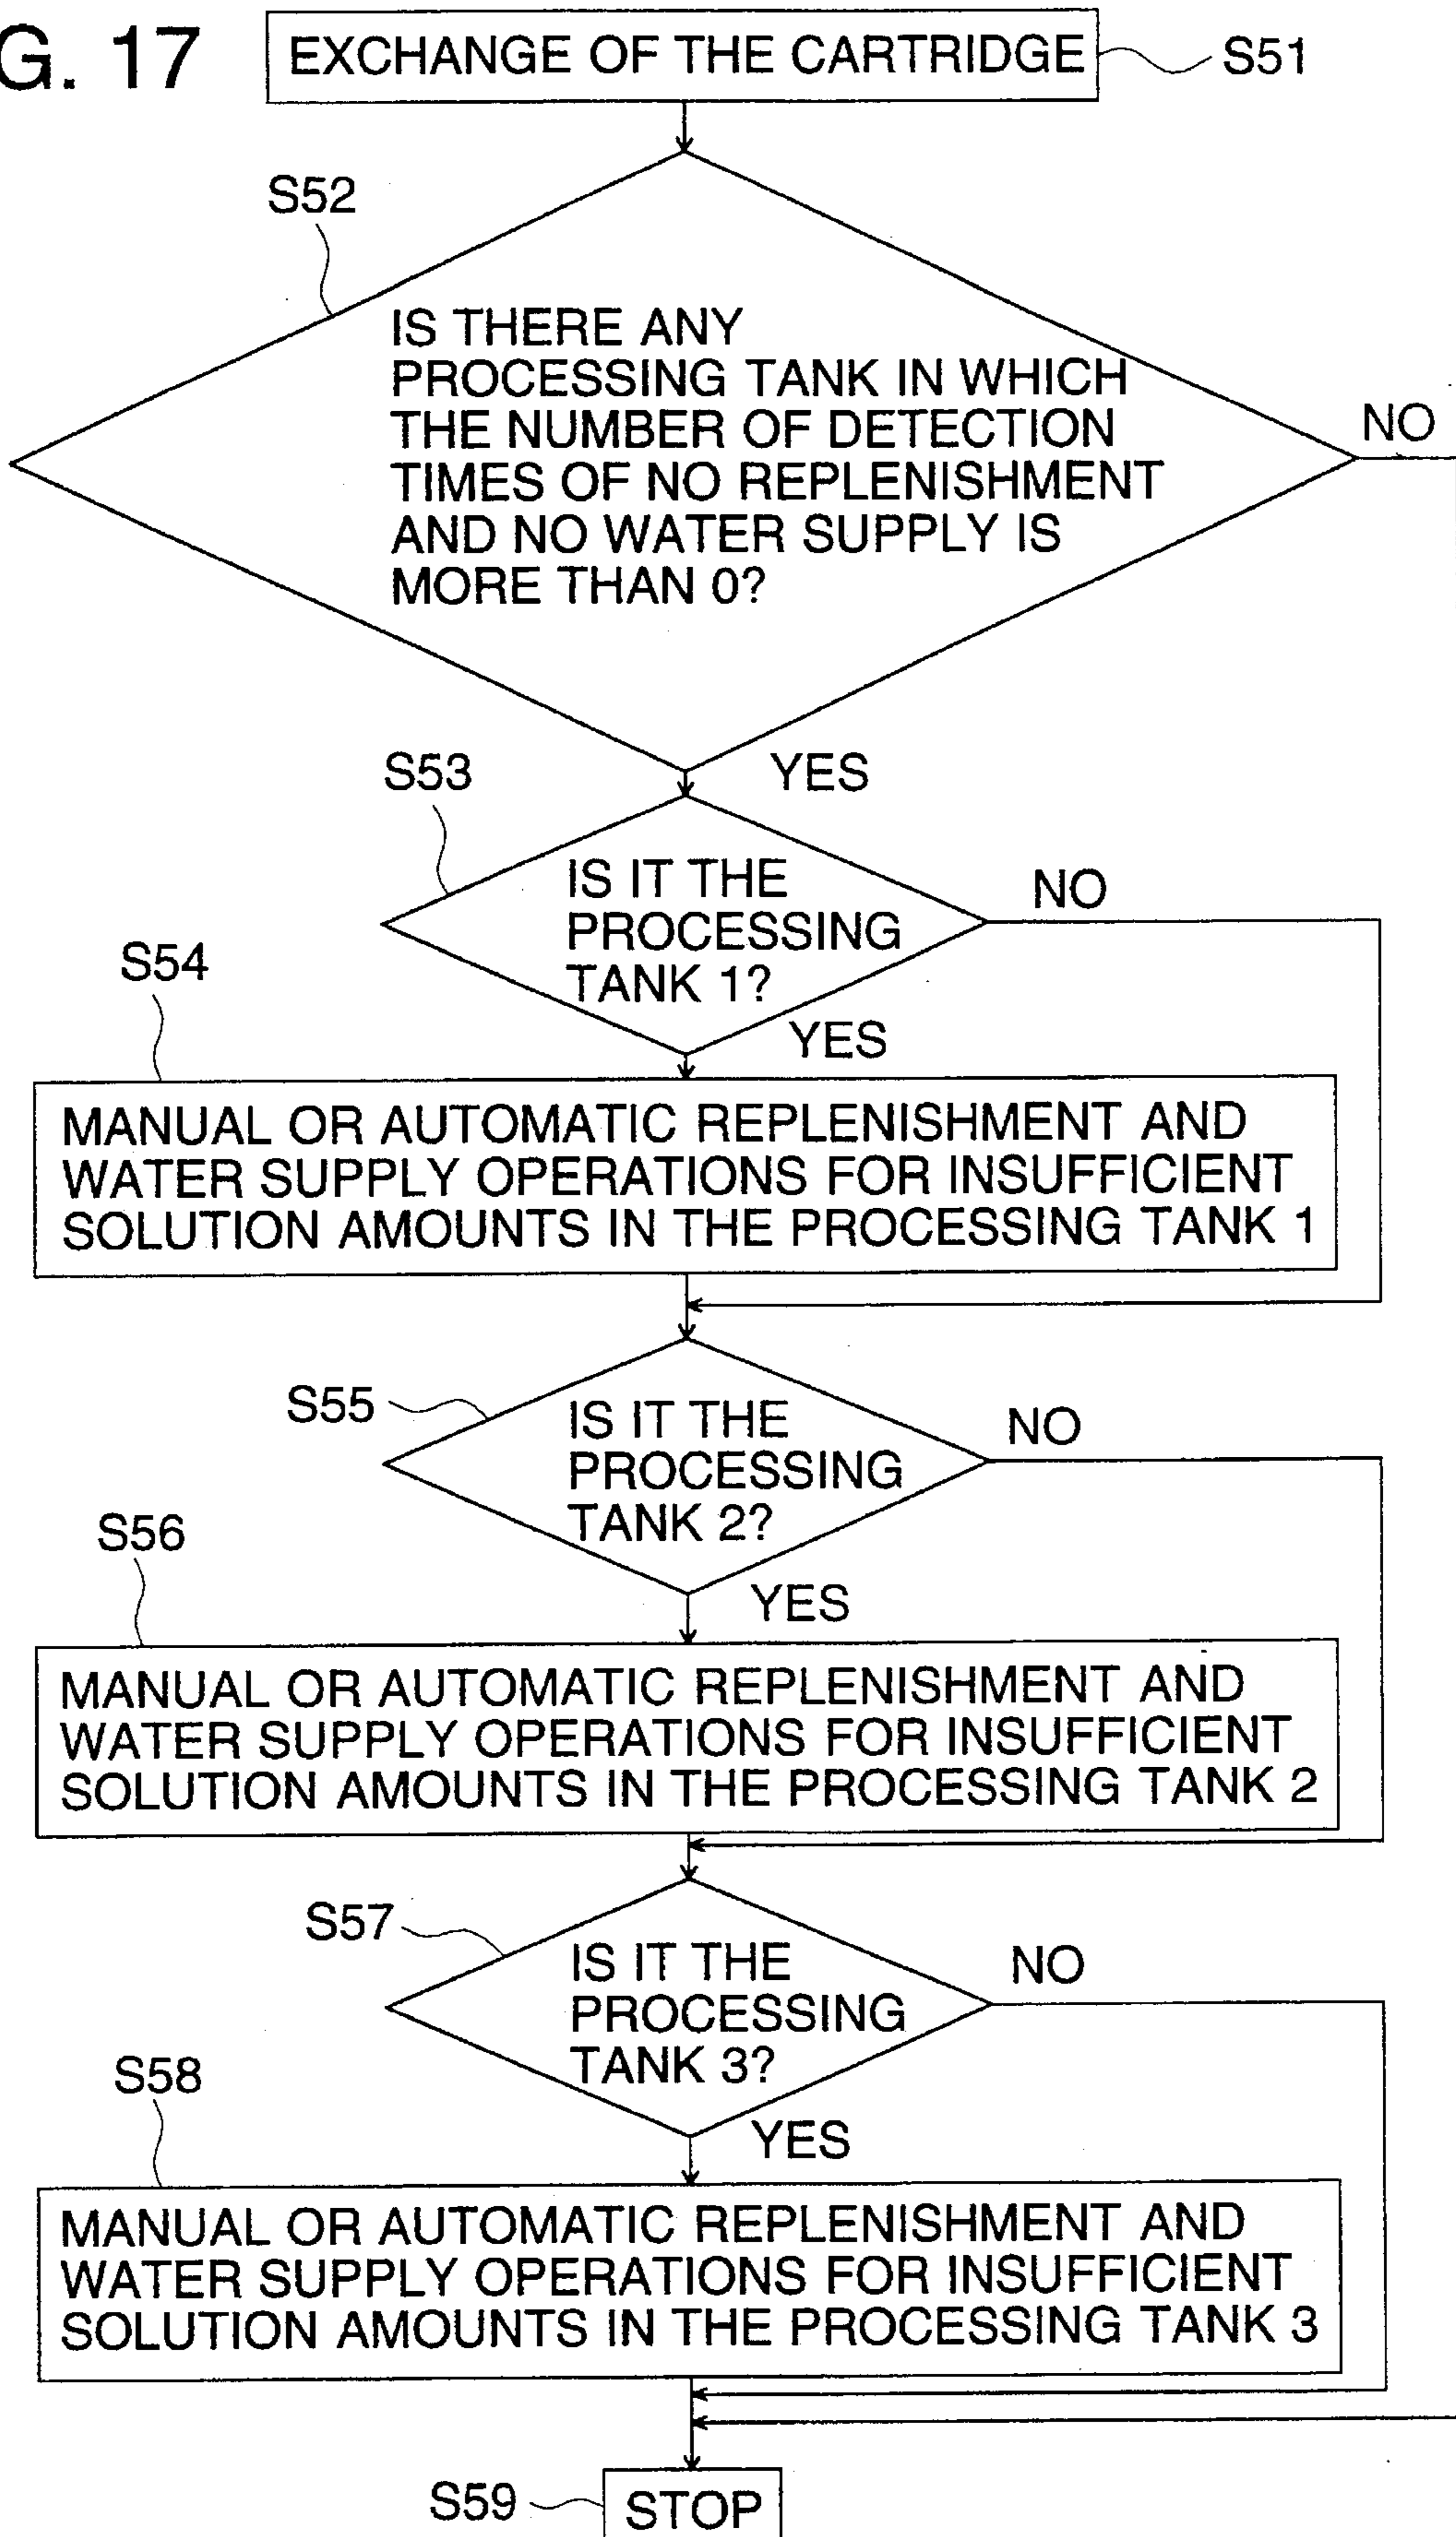 G. 17
EXCHANGE OF THE CARTRIDGE
S51
S52
IS THERE ANY
PROCESSING TANK IN WHICH
THE NUMBER OF DETECTION
TIMES OF NO REPLENISHMENT
AND NO WATER SUPPLY IS
MORE THAN 0?
NO
YES
S53
IS IT THE
PROCESSING
TANK 1?
NO
YES
S54
MANUAL OR AUTOMATIC REPLENISHMENT AND
WATER SUPPLY OPERATIONS FOR INSUFFICIENT
SOLUTION AMOUNTS IN THE PROCESSING TANK 1
S55
IS IT THE
PROCESSING
TANK 2?
NO
YES
S56
MANUAL OR AUTOMATIC REPLENISHMENT AND
WATER SUPPLY OPERATIONS FOR INSUFFICIENT
SOLUTION AMOUNTS IN THE PROCESSING TANK 2
S57
IS IT THE
PROCESSING
TANK 3?
NO
YES
S58
MANUAL OR AUTOMATIC REPLENISHMENT AND
WATER SUPPLY OPERATIONS FOR INSUFFICIENT
SOLUTION AMOUNTS IN THE PROCESSING TANK 3
S59
STOP